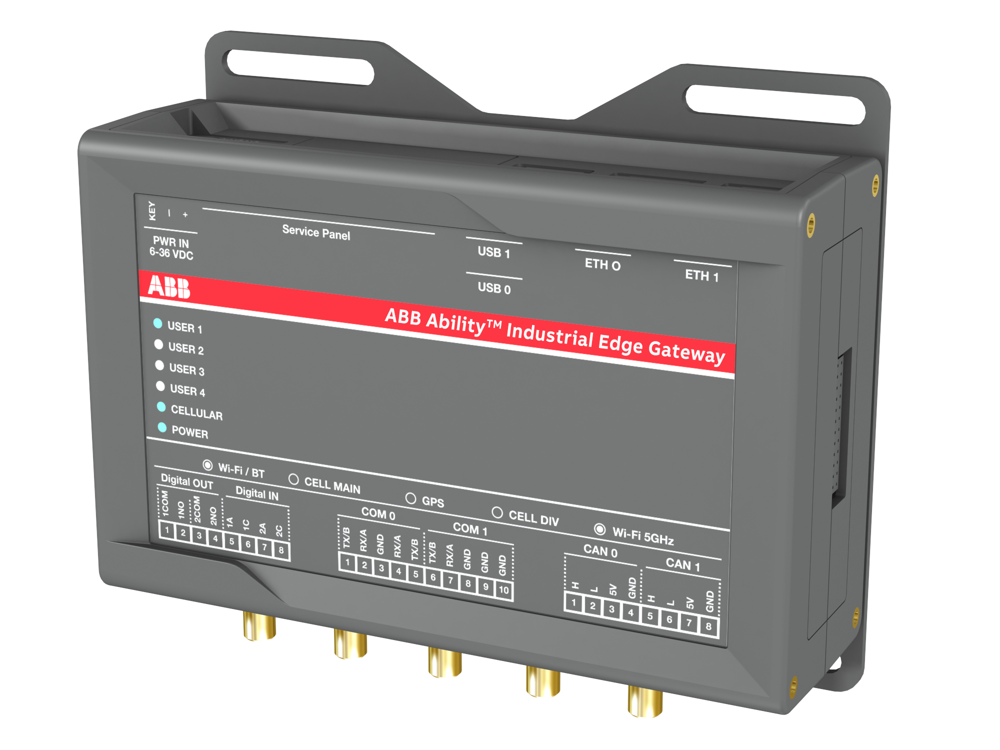 KEY
–
+
PWR IN
6-36 VDC
Service Panel
USB 1
USB 0
ETH O
ETH 1
ABB
ABB Ability™ Industrial Edge Gateway
USER 1
USER 2
USER 3
USER 4
CELLULAR
POWER
Wi-Fi / BT
CELL MAIN
GPS
CELL DIV
Wi-Fi 5GHz
Digital OUT
Digital IN
1COM 1NO 2COM 2NO 1A 1C 2A 2C
1 2 3 4 5 6 7 8
COM 0
COM 1
TX/B RX/A GND RX/A TX/B TX/B RX/A GND GND GND
1 2 3 4 5 6 7 8 9 10
CAN 0
CAN 1
H L 5V GND H L 5V GND
1 2 3 4 5 6 7 8